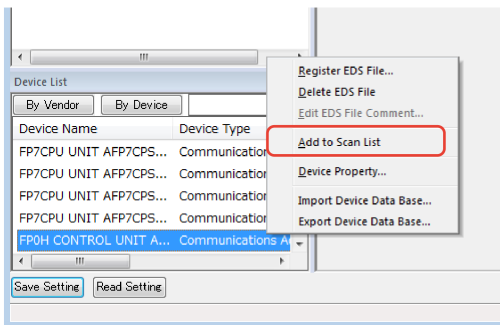 Device List
By Vendor
By Device
Device Name
Device Type
FP7CPU UNIT AFP7CPS...
Communication
FP7CPU UNIT AFP7CPS...
Communication
FP7CPU UNIT AFP7CPS...
Communication
FP7CPU UNIT AFP7CPS...
Communication
FP0H CONTROL UNIT A...
Communications A
Save Setting
Read Setting
Register EDS File...
Delete EDS File
Edit EDS File Comment...
Add to Scan List
Device Property...
Import Device Data Base...
Export Device Data Base...